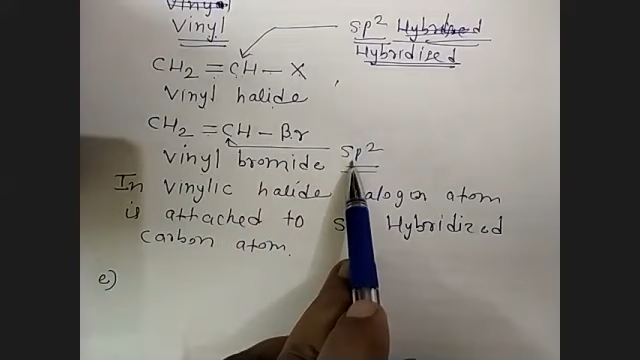 Vinyl
Vinyl
sp2 Hybridized
Hybridized
CH2 = CH - X
Vinyl halide
CH2 = CH - Br
Vinyl bromide sp2
In vinylic halide alogen atom
is attached to s Hybridized
carbon atom.
e)